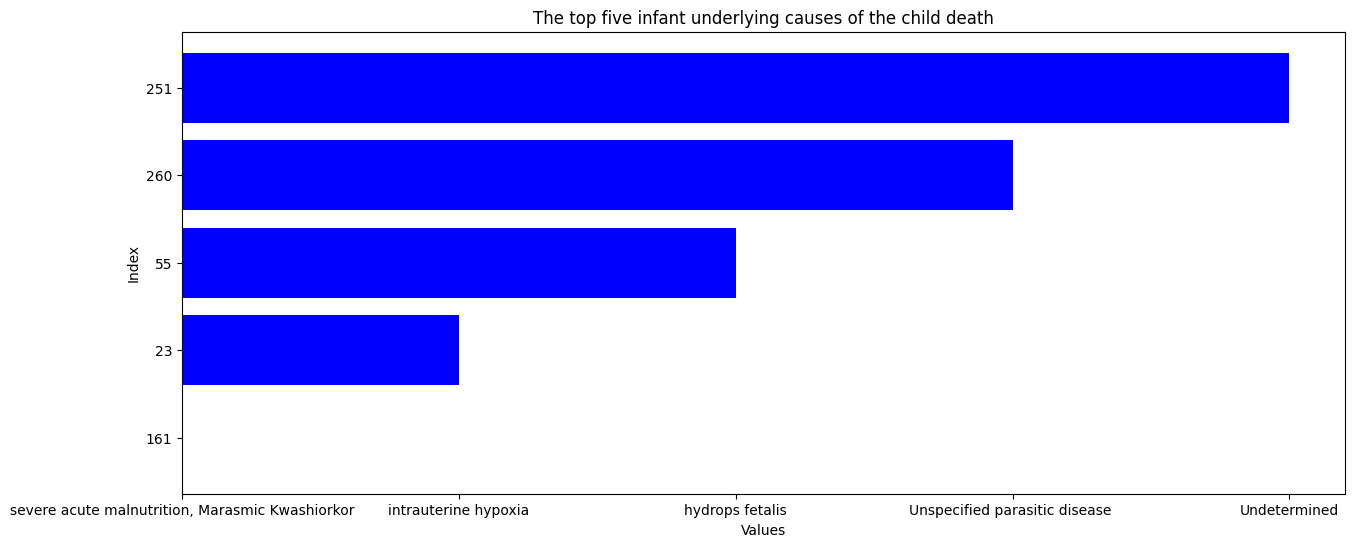 The top five infant underlying causes of the child death
251
260
55
23
161
Index
severe acute malnutrition, Marasmic Kwashiorkor
intrauterine hypoxia
hydrops fetalis
Unspecified parasitic disease
Undetermined
Values